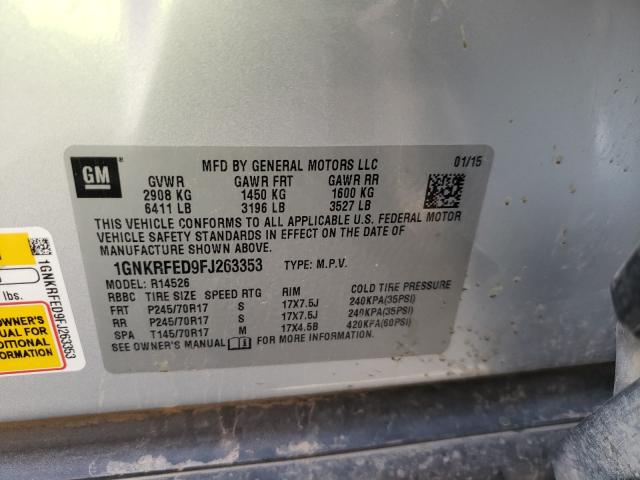 GM
MFD BY GENERAL MOTORS LLC 01/15
GVWR GAWR FRT GAWR RR
2908 KG 1450 KG 1600 KG
6411 LB 3196 LB 3527 LB
THIS VEHICLE CONFORMS TO ALL APPLICABLE U.S. FEDERAL MOTOR
VEHICLE SAFETY STANDARDS IN EFFECT ON THE DATE OF
MANUFACTURE SHOWN ABOVE.
1GNKRFED9FJ263353 TYPE: M.P.V.
MODEL: R14526
RBBC TIRE SIZE SPEED RTG RIM COLD TIRE PRESSURE
FRT P245/70R17 S 17X7.5J 240KPA(35PSI)
RR P245/70R17 S 17X7.5J 240KPA(35PSI)
SPA T145/70R17 M 17X4.5B 420KPA(60PSI)
SEE OWNER'S MANUAL FOR MORE INFORMATION.
1GNKRFED9FJ263353
lbs.
OWNER'S
UAL FOR
DITIONAL
RMATION